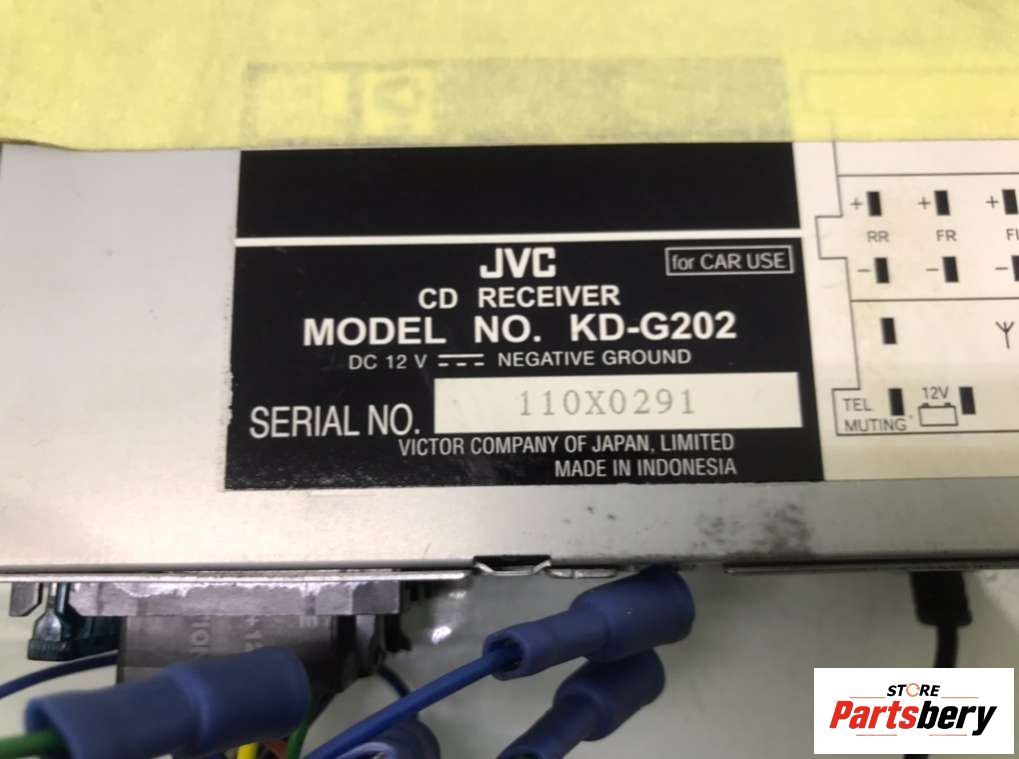 JVC
for CAR USE
CD RECEIVER
MODEL NO. KD-G202
DC 12 V NEGATIVE GROUND
SERIAL NO. 110X0291
VICTOR COMPANY OF JAPAN, LIMITED
MADE IN INDONESIA
+ + +
RR FR
− − −
TEL MUTING
12V
STORE
Partsbery